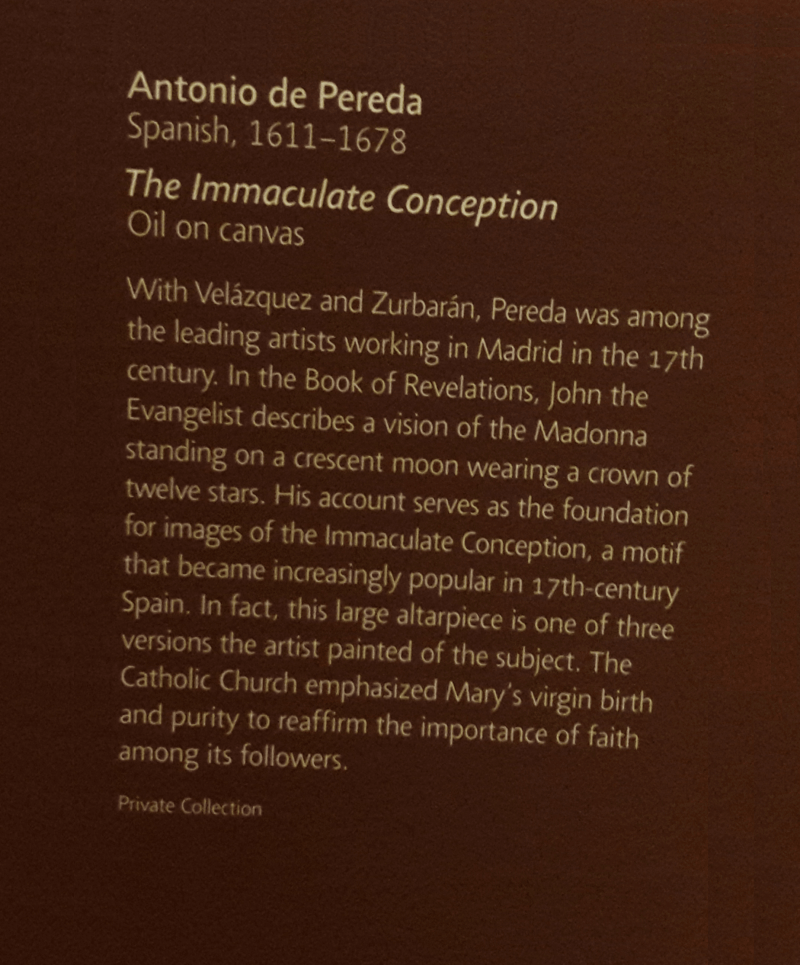 Antonio de Pereda
Spanish, 1611–1678
The Immaculate Conception
Oil on canvas
With Velázquez and Zurbarán, Pereda was among
the leading artists working in Madrid in the 17th
century. In the Book of Revelations, John the
Evangelist describes a vision of the Madonna
standing on a crescent moon wearing a crown of
twelve stars. His account serves as the foundation
for images of the Immaculate Conception, a motif
that became increasingly popular in 17th-century
Spain. In fact, this large altarpiece is one of three
versions the artist painted of the subject. The
Catholic Church emphasized Mary's virgin birth
and purity to reaffirm the importance of faith
among its followers.
Private Collection